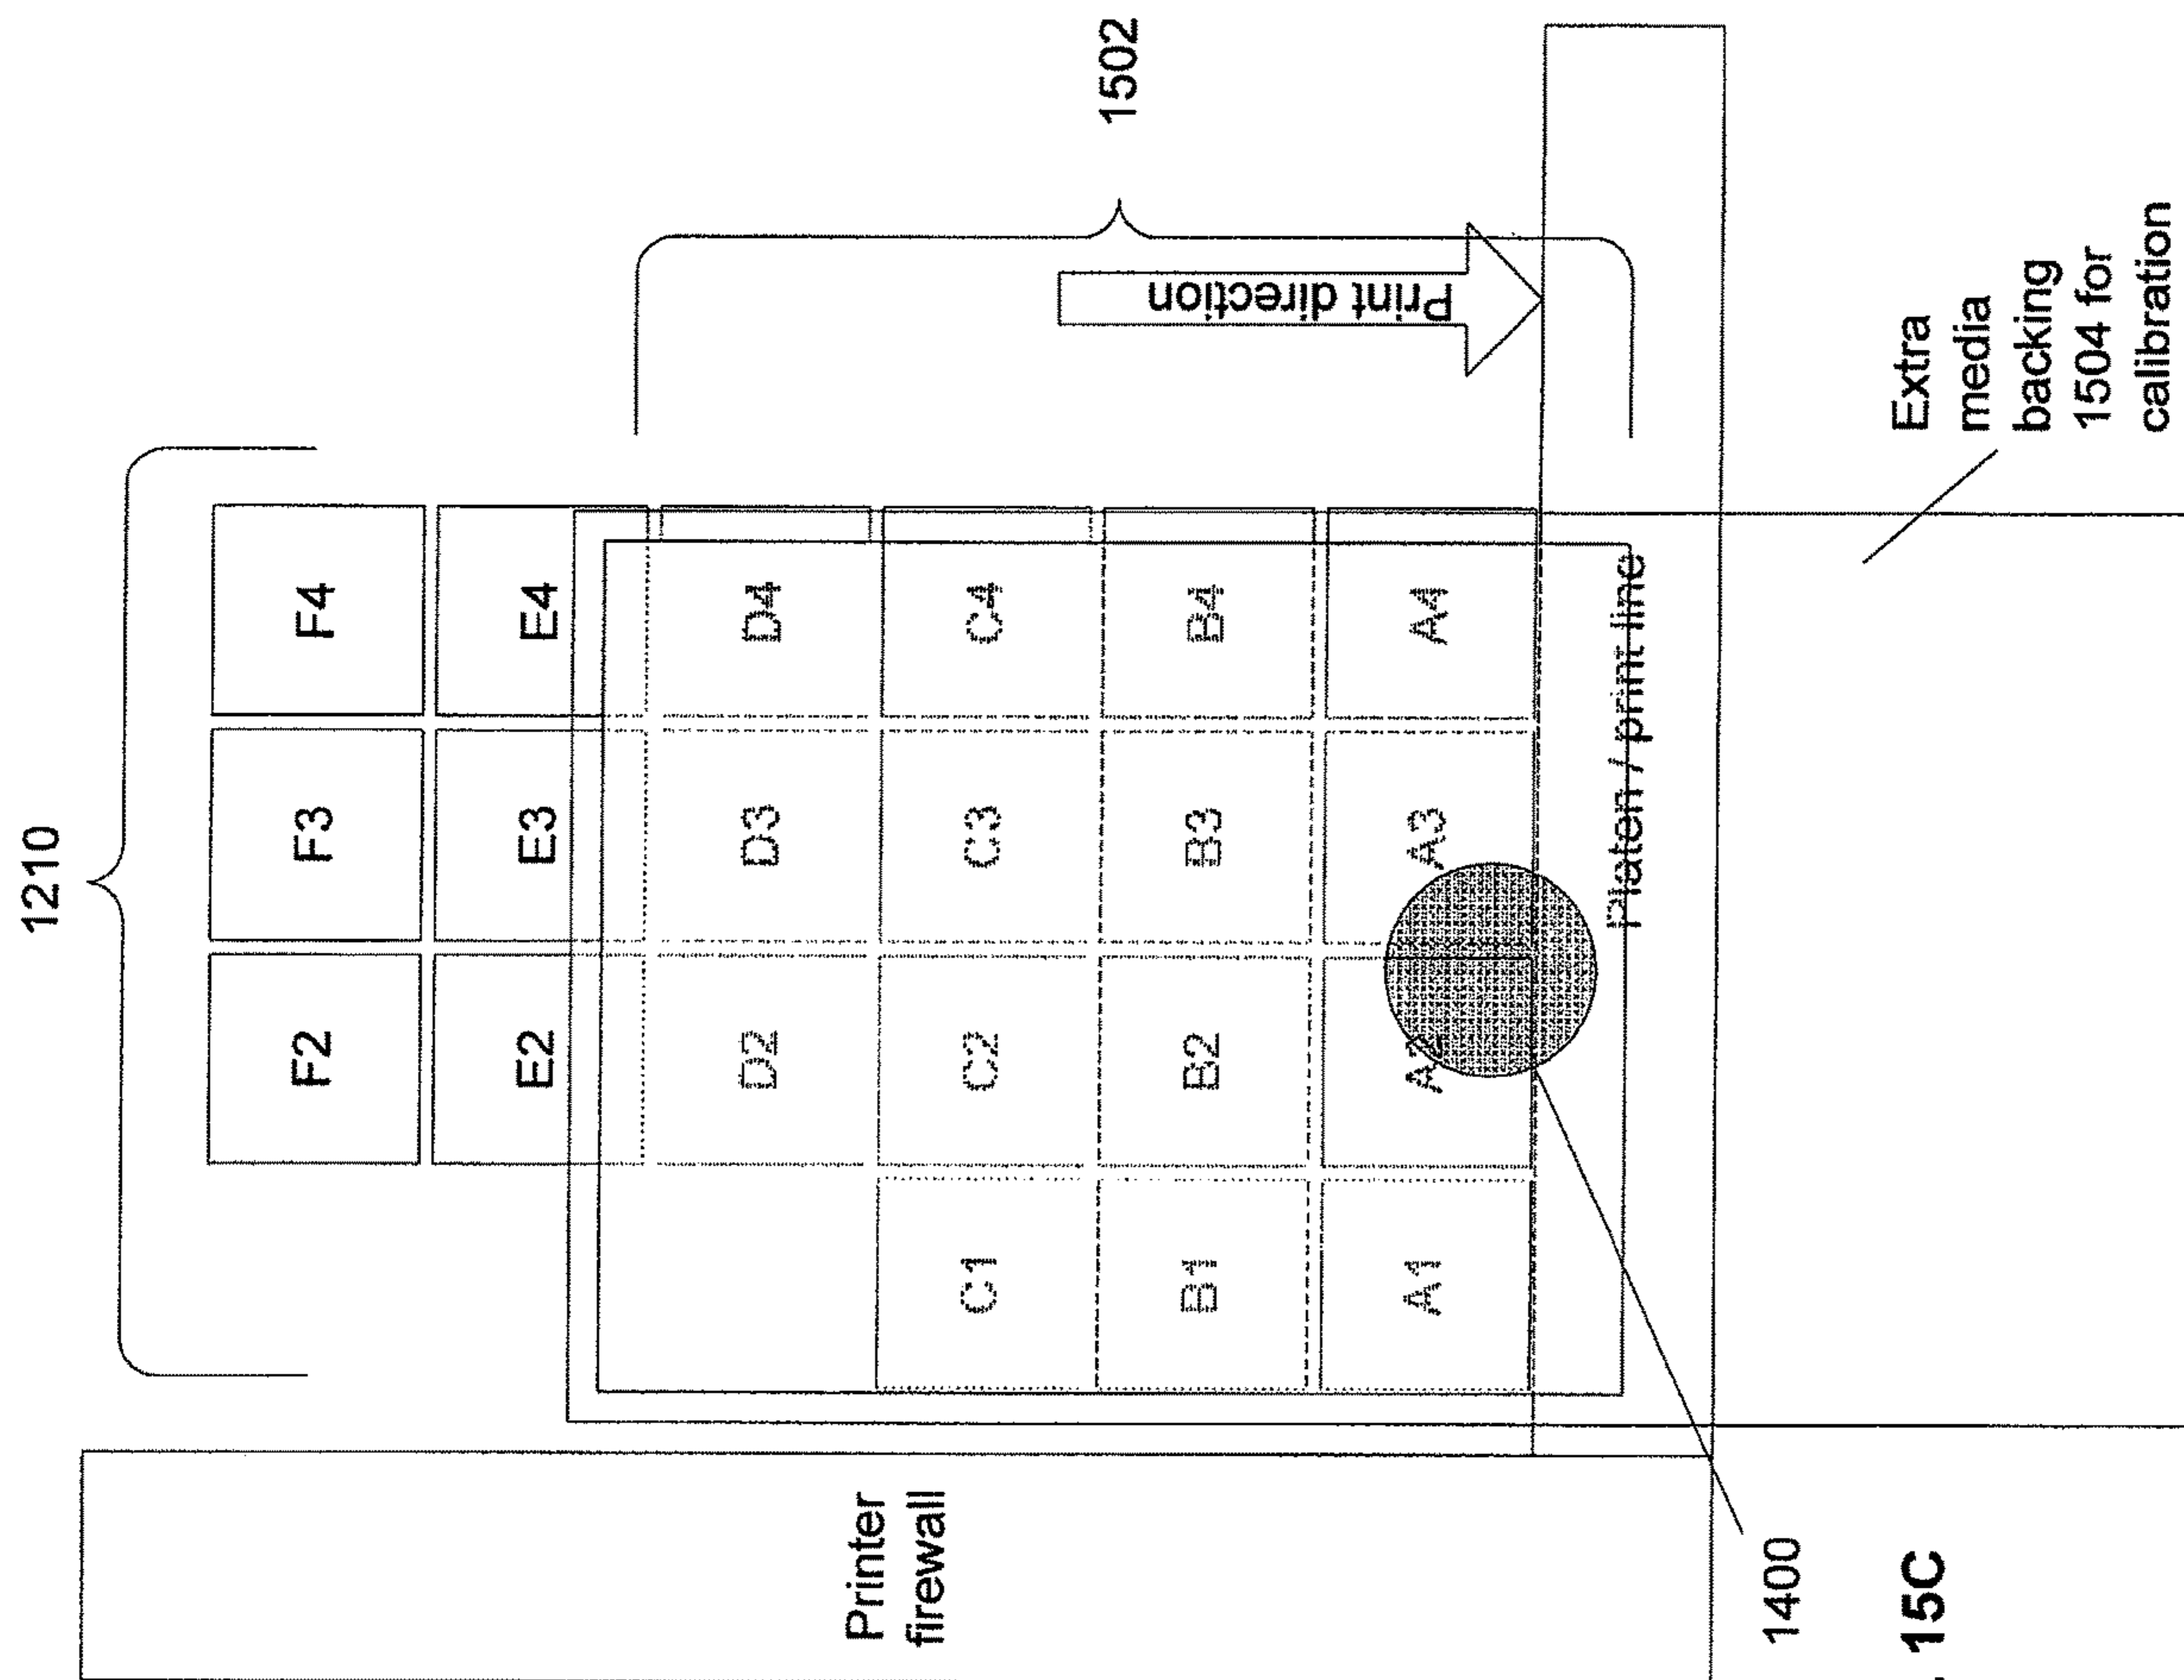 1210
F2 F3 F4
E2 E3 E4
D2 D3 D4
Printer
firewall
C1 C2 C3 C4
1502
B1 B2 B3 B4
Print direction
A1 A2 A3 A4
Platen / print line
1400
Extra
media
backing
1504 for
calibration
. 15C